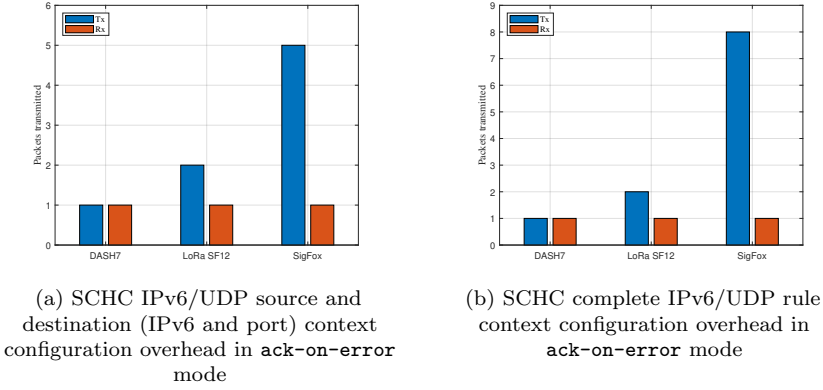 6
5
4
3
2
1
0
Packets transmitted
Tx
Rx
DASH7
LoRa SF12
SigFox
(a) SCHC IPv6/UDP source and
destination (IPv6 and port) context
configuration overhead in ack-on-error
mode
9
8
7
6
5
4
3
2
1
0
Packets transmitted
Tx
Rx
DASH7
LoRa SF12
SigFox
(b) SCHC complete IPv6/UDP rule
context configuration overhead in
ack-on-error mode